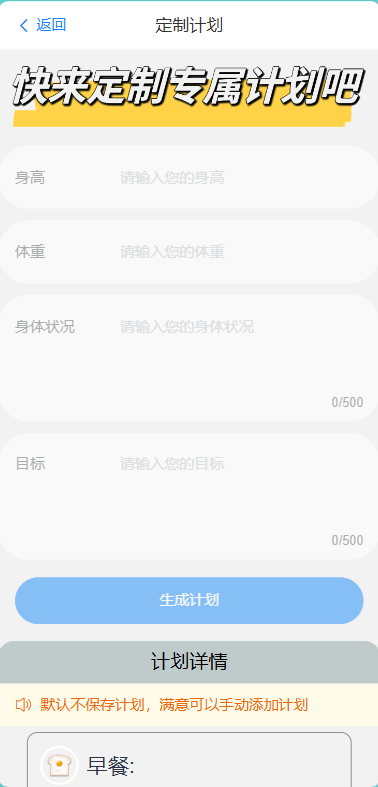 返回
定制计划
快来定制专属计划吧
身高 请输入您的身高
体重 请输入您的体重
身体状况 请输入您的身体状况
0/500
目标 请输入您的目标
0/500
生成计划
计划详情
默认不保存计划，满意可以手动添加计划
早餐: